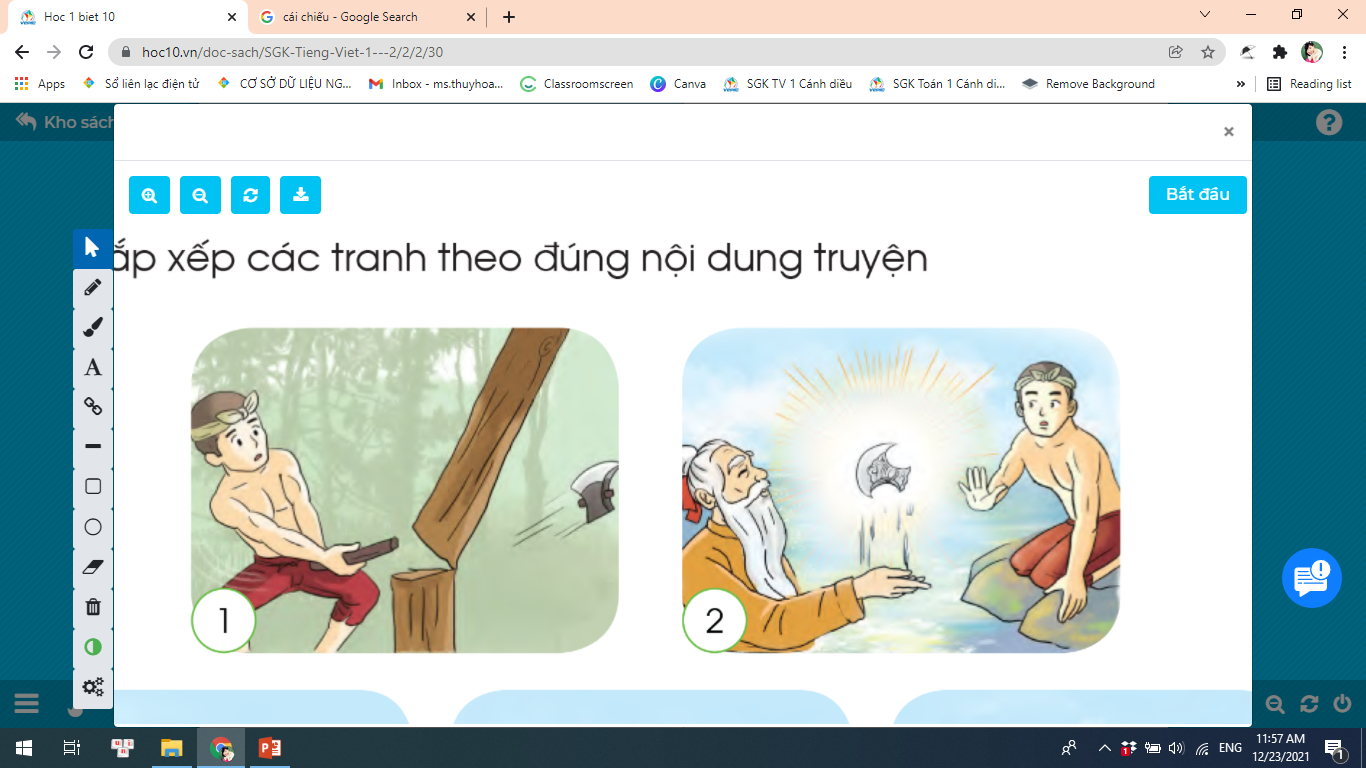 Hoc 1 biet 10
cái chiếu - Google Search
hoc10.vn/doc-sach/SGK-Tieng-Viet-1---2/2/2/30
Apps
Sổ liên lạc điện tử
CƠ SỞ DỮ LIỆU NG...
Inbox - ms.thuyhoa...
Classroomscreen
Canva
SGK TV 1 Cánh diều
SGK Toán 1 Cánh di...
Remove Background
Reading list
Kho sách
Bắt đầu
ắp xếp các tranh theo đúng nội dung truyện
1
2
ENG
11:57 AM
12/23/2021